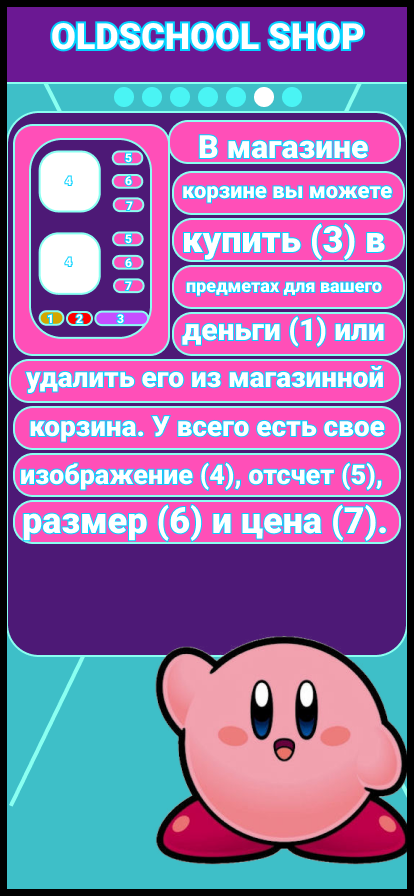 OLDSCHOOL SHOP
4
5
6
7
4
5
6
7
1 2 3
В магазине
корзине вы можете
купить (3) в
предметах для вашего
деньги (1) или
удалить его из магазинной
корзина. У всего есть свое
изображение (4), отсчет (5),
размер (6) и цена (7).